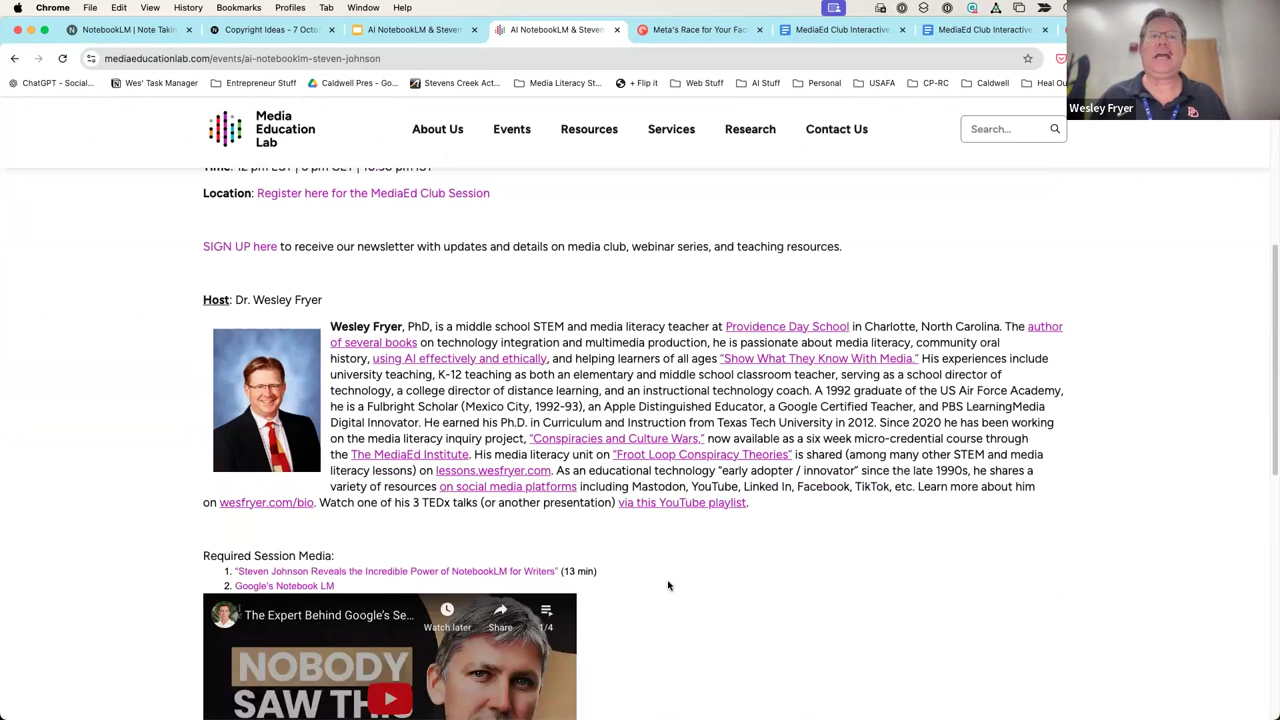 Chrome File Edit View History Bookmarks Profiles Tab Window Help
NotebookLM | Note Takin
Copyright Ideas - 7 Octo
AI NotebookLM & Steven
AI NotebookLM & Steven
Meta's Race for Your Fac
MediaEd Club Interactive
MediaEd Club Interactive
mediaeducationlab.com/events/ai-noteboklm-steven-johnson
ChatGPT - Social...
Wes' Task Manager
Entrepreneur Stuff
Caldwell Pres - Goog...
Stevens Creek Act...
Media Literacy St...
+ Flip it
Web Stuff
AI Stuff
Personal
USAFA
CP-RC
Caldwell
Heal Ou
Wesley Fryer
Media
Education
Lab
About Us
Events
Resources
Services
Research
Contact Us
Search...
Location: Register here for the MediaEd Club Session
SIGN UP here to receive our newsletter with updates and details on media club, webinar series, and teaching resources.
Host: Dr. Wesley Fryer
Wesley Fryer, PhD, is a middle school STEM and media literacy teacher at Providence Day School in Charlotte, North Carolina. The author
of several books on technology integration and multimedia production, he is passionate about media literacy, community oral
history, using AI effectively and ethically, and helping learners of all ages “Show What They Know With Media.” His experiences include
university teaching, K-12 teaching as both an elementary and middle school classroom teacher, serving as a school director of
technology, a college director of distance learning, and an instructional technology coach. A 1992 graduate of the US Air Force Academy,
he is a Fulbright Scholar (Mexico City, 1992-93), an Apple Distinguished Educator, a Google Certified Teacher, and PBS LearningMedia
Digital Innovator. He earned his Ph.D. in Curriculum and Instruction from Texas Tech University in 2012. Since 2020 he has been working
on the media literacy inquiry project, “Conspiracies and Culture Wars,” now available as a six week micro-credential course through
the The MediaEd Institute. His media literacy unit on “Froot Loop Conspiracy Theories” is shared (among many other STEM and media
literacy lessons) on lessons.wesfryer.com. As an educational technology “early adopter / innovator” since the late 1990s, he shares a
variety of resources on social media platforms including Mastodon, YouTube, Linked In, Facebook, TikTok, etc. Learn more about him
on wesfryer.com/bio. Watch one of his 3 TEDx talks (or another presentation) via this YouTube playlist.
Required Session Media:
1. “Steven Johnson Reveals the Incredible Power of NotebookLM for Writers” (13 min)
2. Google's Notebook LM
The Expert Behind Google's Se...
Watch later
Share
1/4
NOBODY
SAW THIS